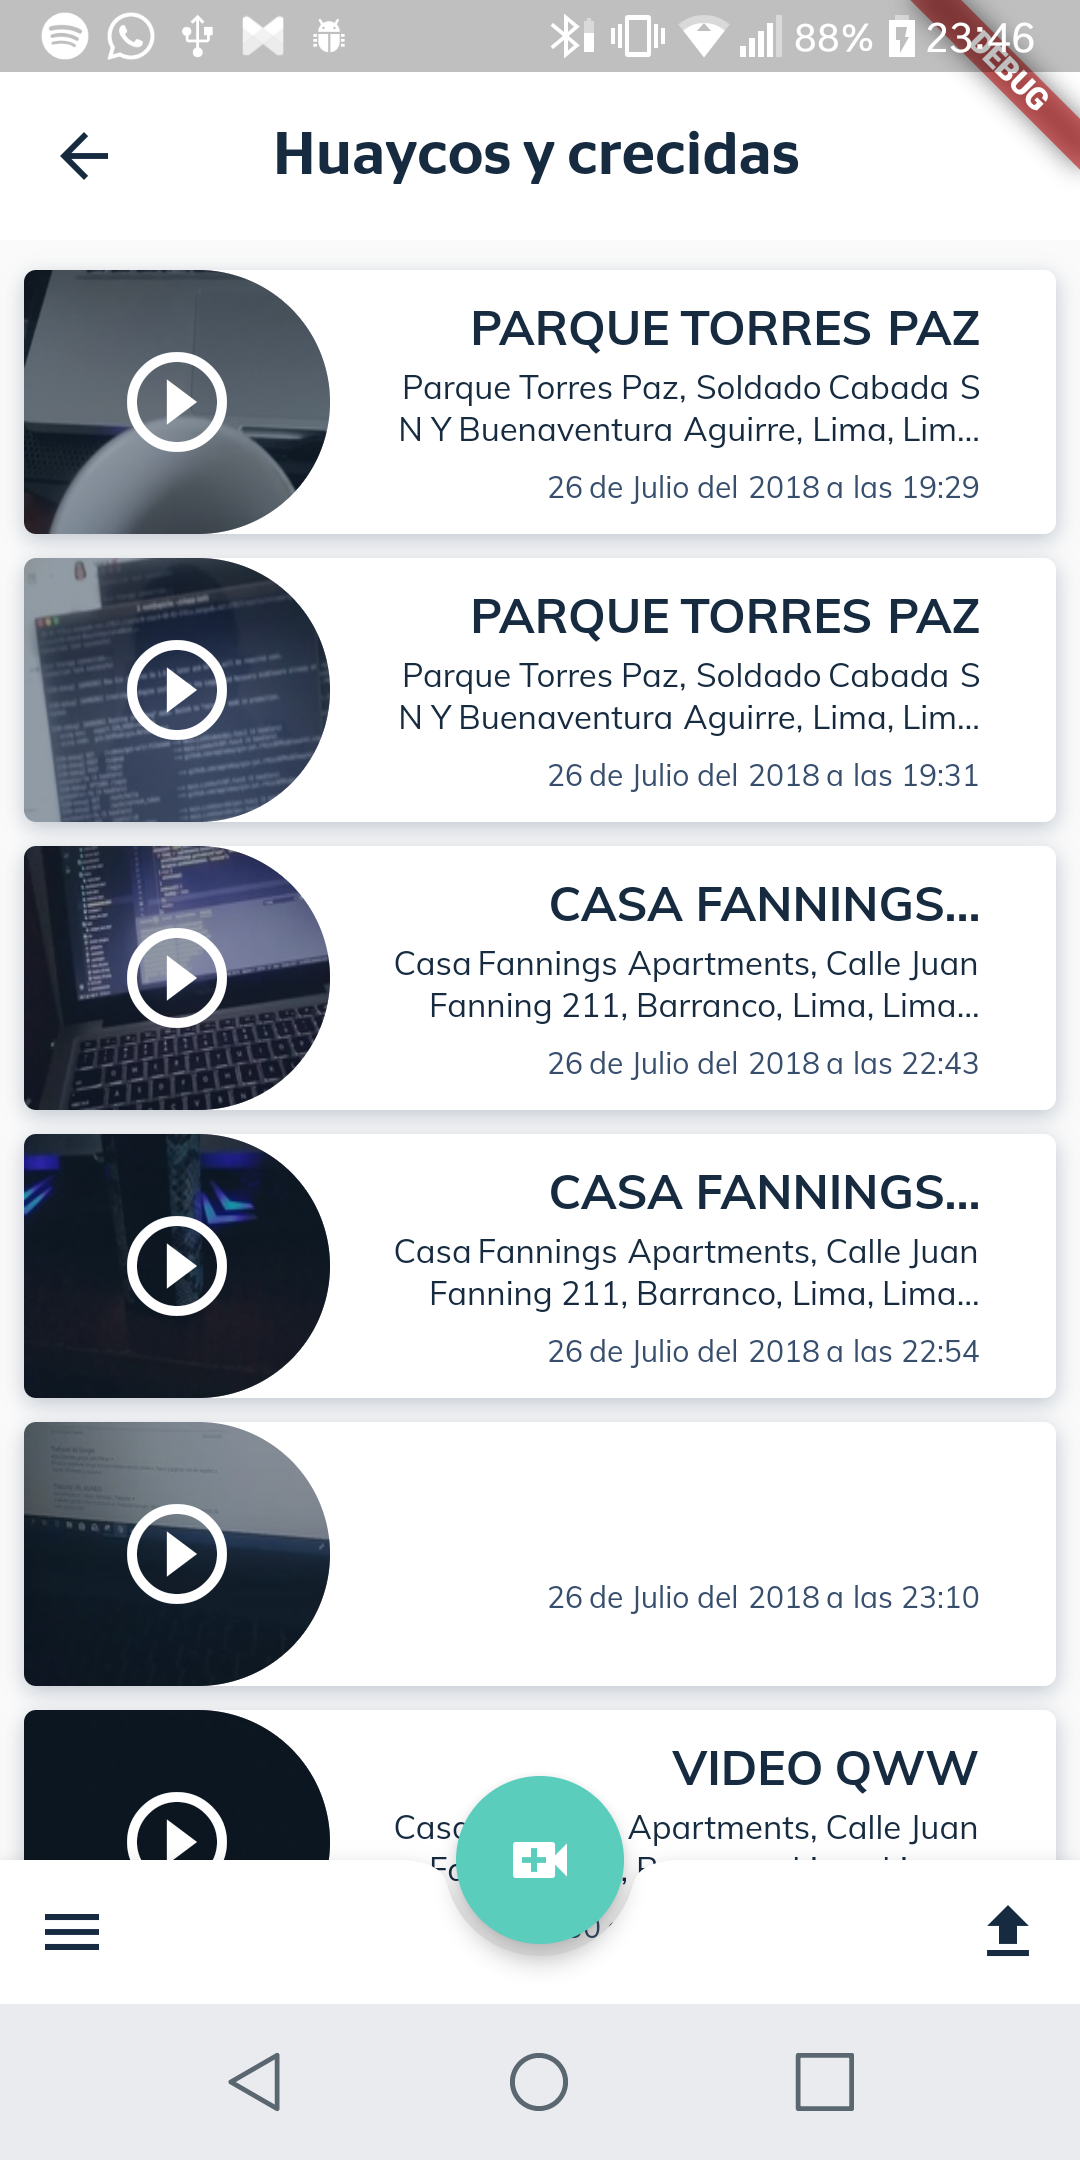 88% 23:46
DEBUG
Huaycos y crecidas
PARQUE TORRES PAZ
Parque Torres Paz, Soldado Cabada S
N Y Buenaventura Aguirre, Lima, Lim...
26 de Julio del 2018 a las 19:29
PARQUE TORRES PAZ
Parque Torres Paz, Soldado Cabada S
N Y Buenaventura Aguirre, Lima, Lim...
26 de Julio del 2018 a las 19:31
CASA FANNINGS...
Casa Fannings Apartments, Calle Juan
Fanning 211, Barranco, Lima, Lima...
26 de Julio del 2018 a las 22:43
CASA FANNINGS...
Casa Fannings Apartments, Calle Juan
Fanning 211, Barranco, Lima, Lima...
26 de Julio del 2018 a las 22:54
26 de Julio del 2018 a las 23:10
VIDEO QWW
Apartments, Calle Juan